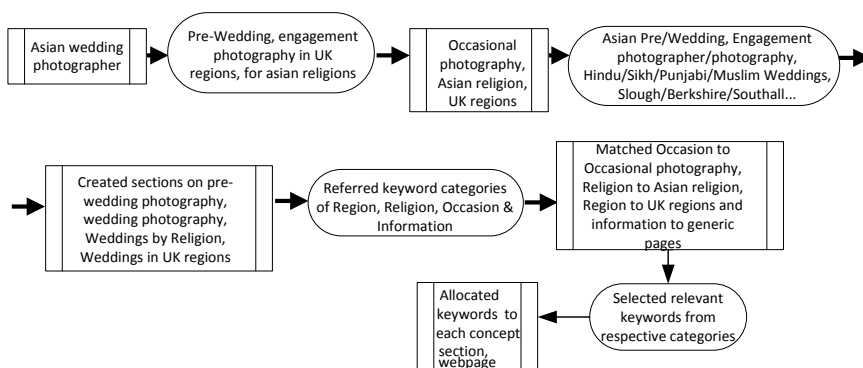 Asian wedding
photographer
Pre-Wedding, engagement
photography in UK
regions, for asian religions
Occasional
photography,
Asian religion,
UK regions
Asian Pre/Wedding, Engagement
photographer/photography,
Hindu/Sikh/Punjabi/Muslim Weddings,
Slough/Berkshire/Southall...
Created sections on pre-
wedding photography,
wedding photography,
Weddings by Religion,
Weddings in UK regions
Referred keyword categories
of Region, Religion, Occasion &
Information
Matched Occasion to
Occasional photography,
Religion to Asian religion,
Region to UK regions and
information to generic
pages
Selected relevant
keywords from
respective categories
Allocated
keywords to
each concept
section,
webpage